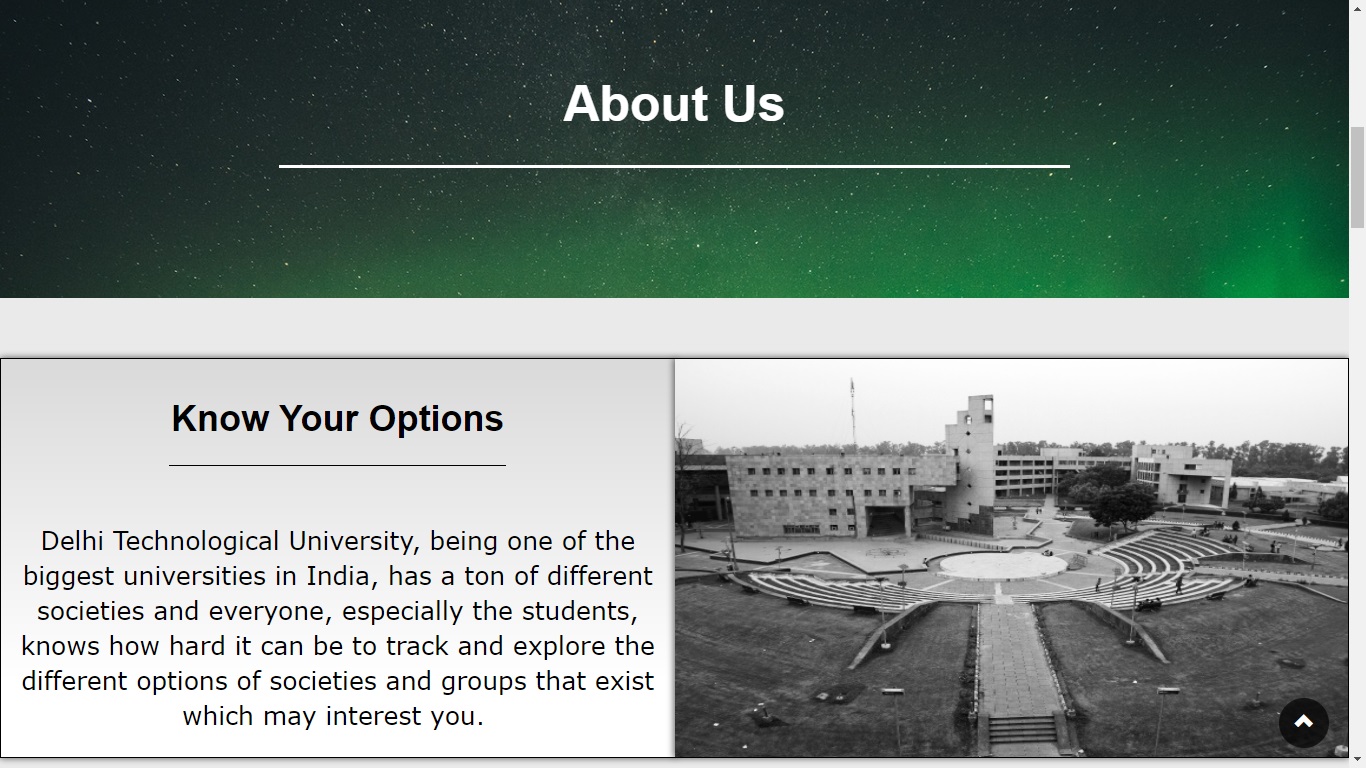 About Us
Know Your Options
Delhi Technological University, being one of the
biggest universities in India, has a ton of different
societies and everyone, especially the students,
knows how hard it can be to track and explore the
different options of societies and groups that exist
which may interest you.